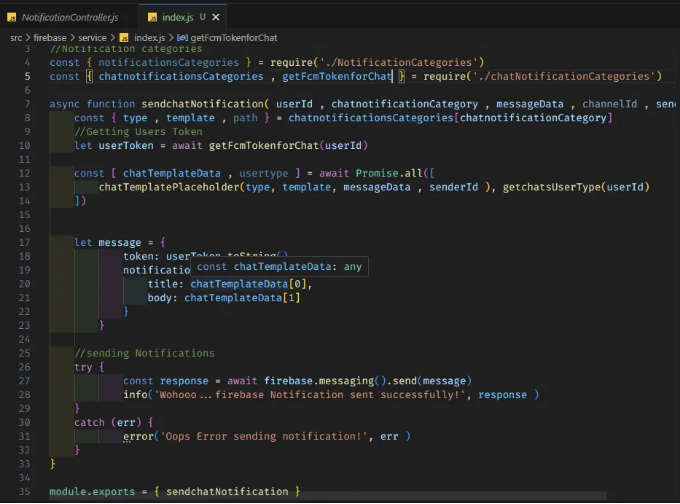 NotificationController.js index.js U ×
src > firebase > service > index.js > getFcmTokenforChat
3 //Notification categories
4 const { notificationsCategories } = require('./NotificationCategories')
5 const { chatnotificationsCategories , getFcmTokenforChat } = require('./chatNotificationCategories')
6
7 async function sendchatNotification( userId , chatnotificationCategory , messageData , channelId , send
8 const { type , template , path } = chatnotificationsCategories[chatnotificationCategory]
9 //Getting Users Token
10 let userToken = await getFcmTokenforChat(userId)
11
12 const [ chatTemplateData , usertype ] = await Promise.all([
13 chatTemplatePlaceholder(type, template, messageData , senderId ), getchatsUserType(userId)
14 ])
15
16
17 let message = {
18 token: userToken.toString()
const chatTemplateData: any
19 notificatio
20 title: chatTemplateData[0],
21 body: chatTemplateData[1]
22 }
23 }
24
25 //sending Notifications
26 try {
27 const response = await firebase.messaging().send(message)
28 info('Wohooo...firebase Notification sent successfully!', response )
29 }
30 catch (err) {
31 error('Oops Error sending notification!', err )
32 }
33 }
34
35 module.exports = { sendchatNotification }